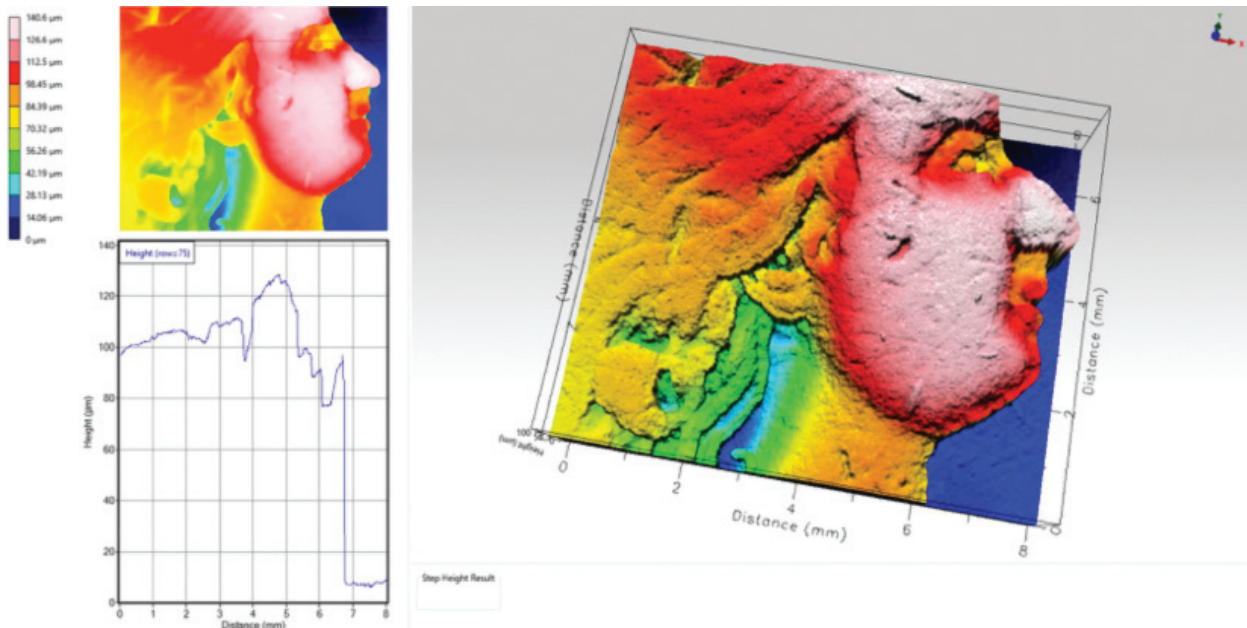 140.6 µm
126.6 µm
112.5 µm
98.45 µm
84.39 µm
70.32 µm
56.26 µm
42.19 µm
28.13 µm
14.06 µm
0 µm
Height (row=75)
140
120
100
80
60
40
20
0
Height (µm)
0 1 2 3 4 5 6 7 8
Distance (mm)
Y
X
Distance (mm)
6
4
2
0
Distance (mm)
100
0
2
4
6
8
Distance (mm)
Step Height Result